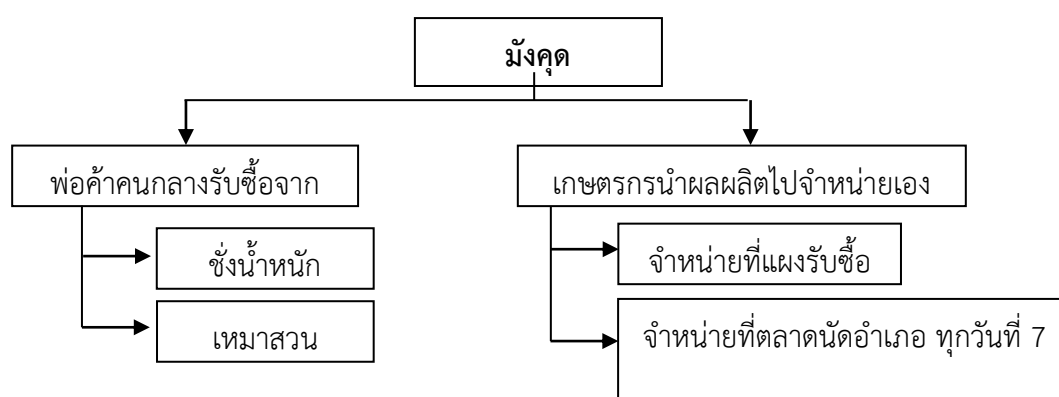 มังคุด
พ่อค้าคนกลางรับซื้อจาก
เกษตรกรนำผลผลิตไปจำหน่ายเอง
ชั่งน้ำหนัก
จำหน่ายที่แผงรับซื้อ
เหมาสวน
จำหน่ายที่ตลาดนัดอำเภอ ทุกวันที่ 7